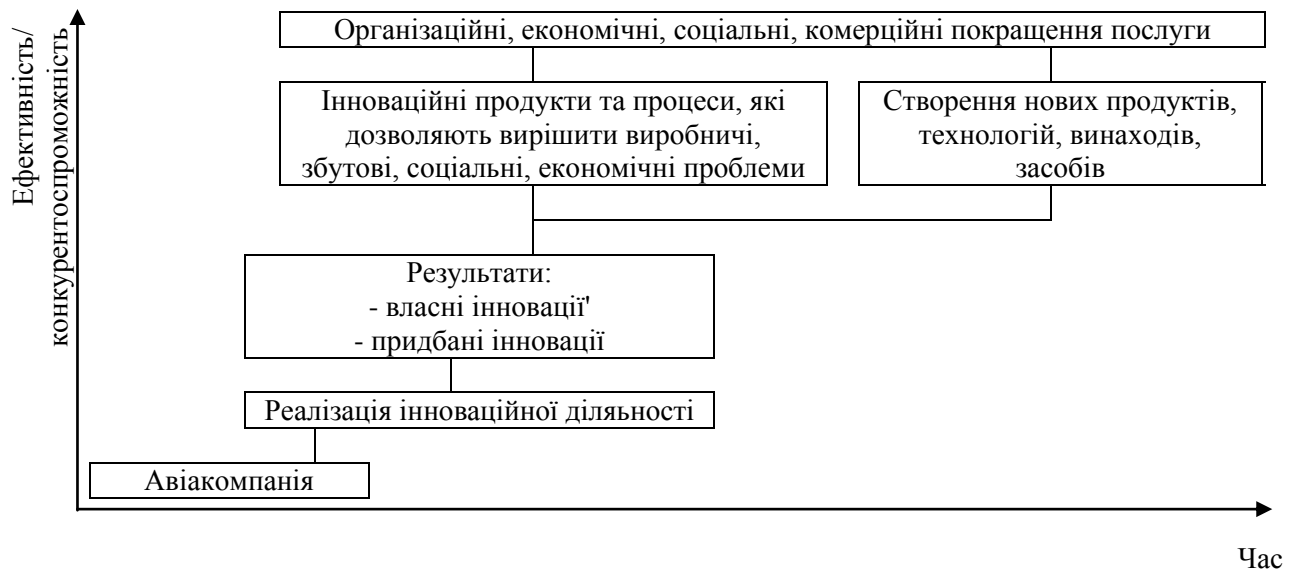 Ефективність/
конкурентоспроможність
Організаційні, економічні, соціальні, комерційні покращення послуги
Інноваційні продукти та процеси, які
дозволяють вирішити виробничі,
збутові, соціальні, економічні проблеми
Створення нових продуктів,
технологій, винаходів,
засобів
Результати:
- власні інновації'
- придбані інновації
Реалізація інноваційної діляьності
Авіакомпанія
Час